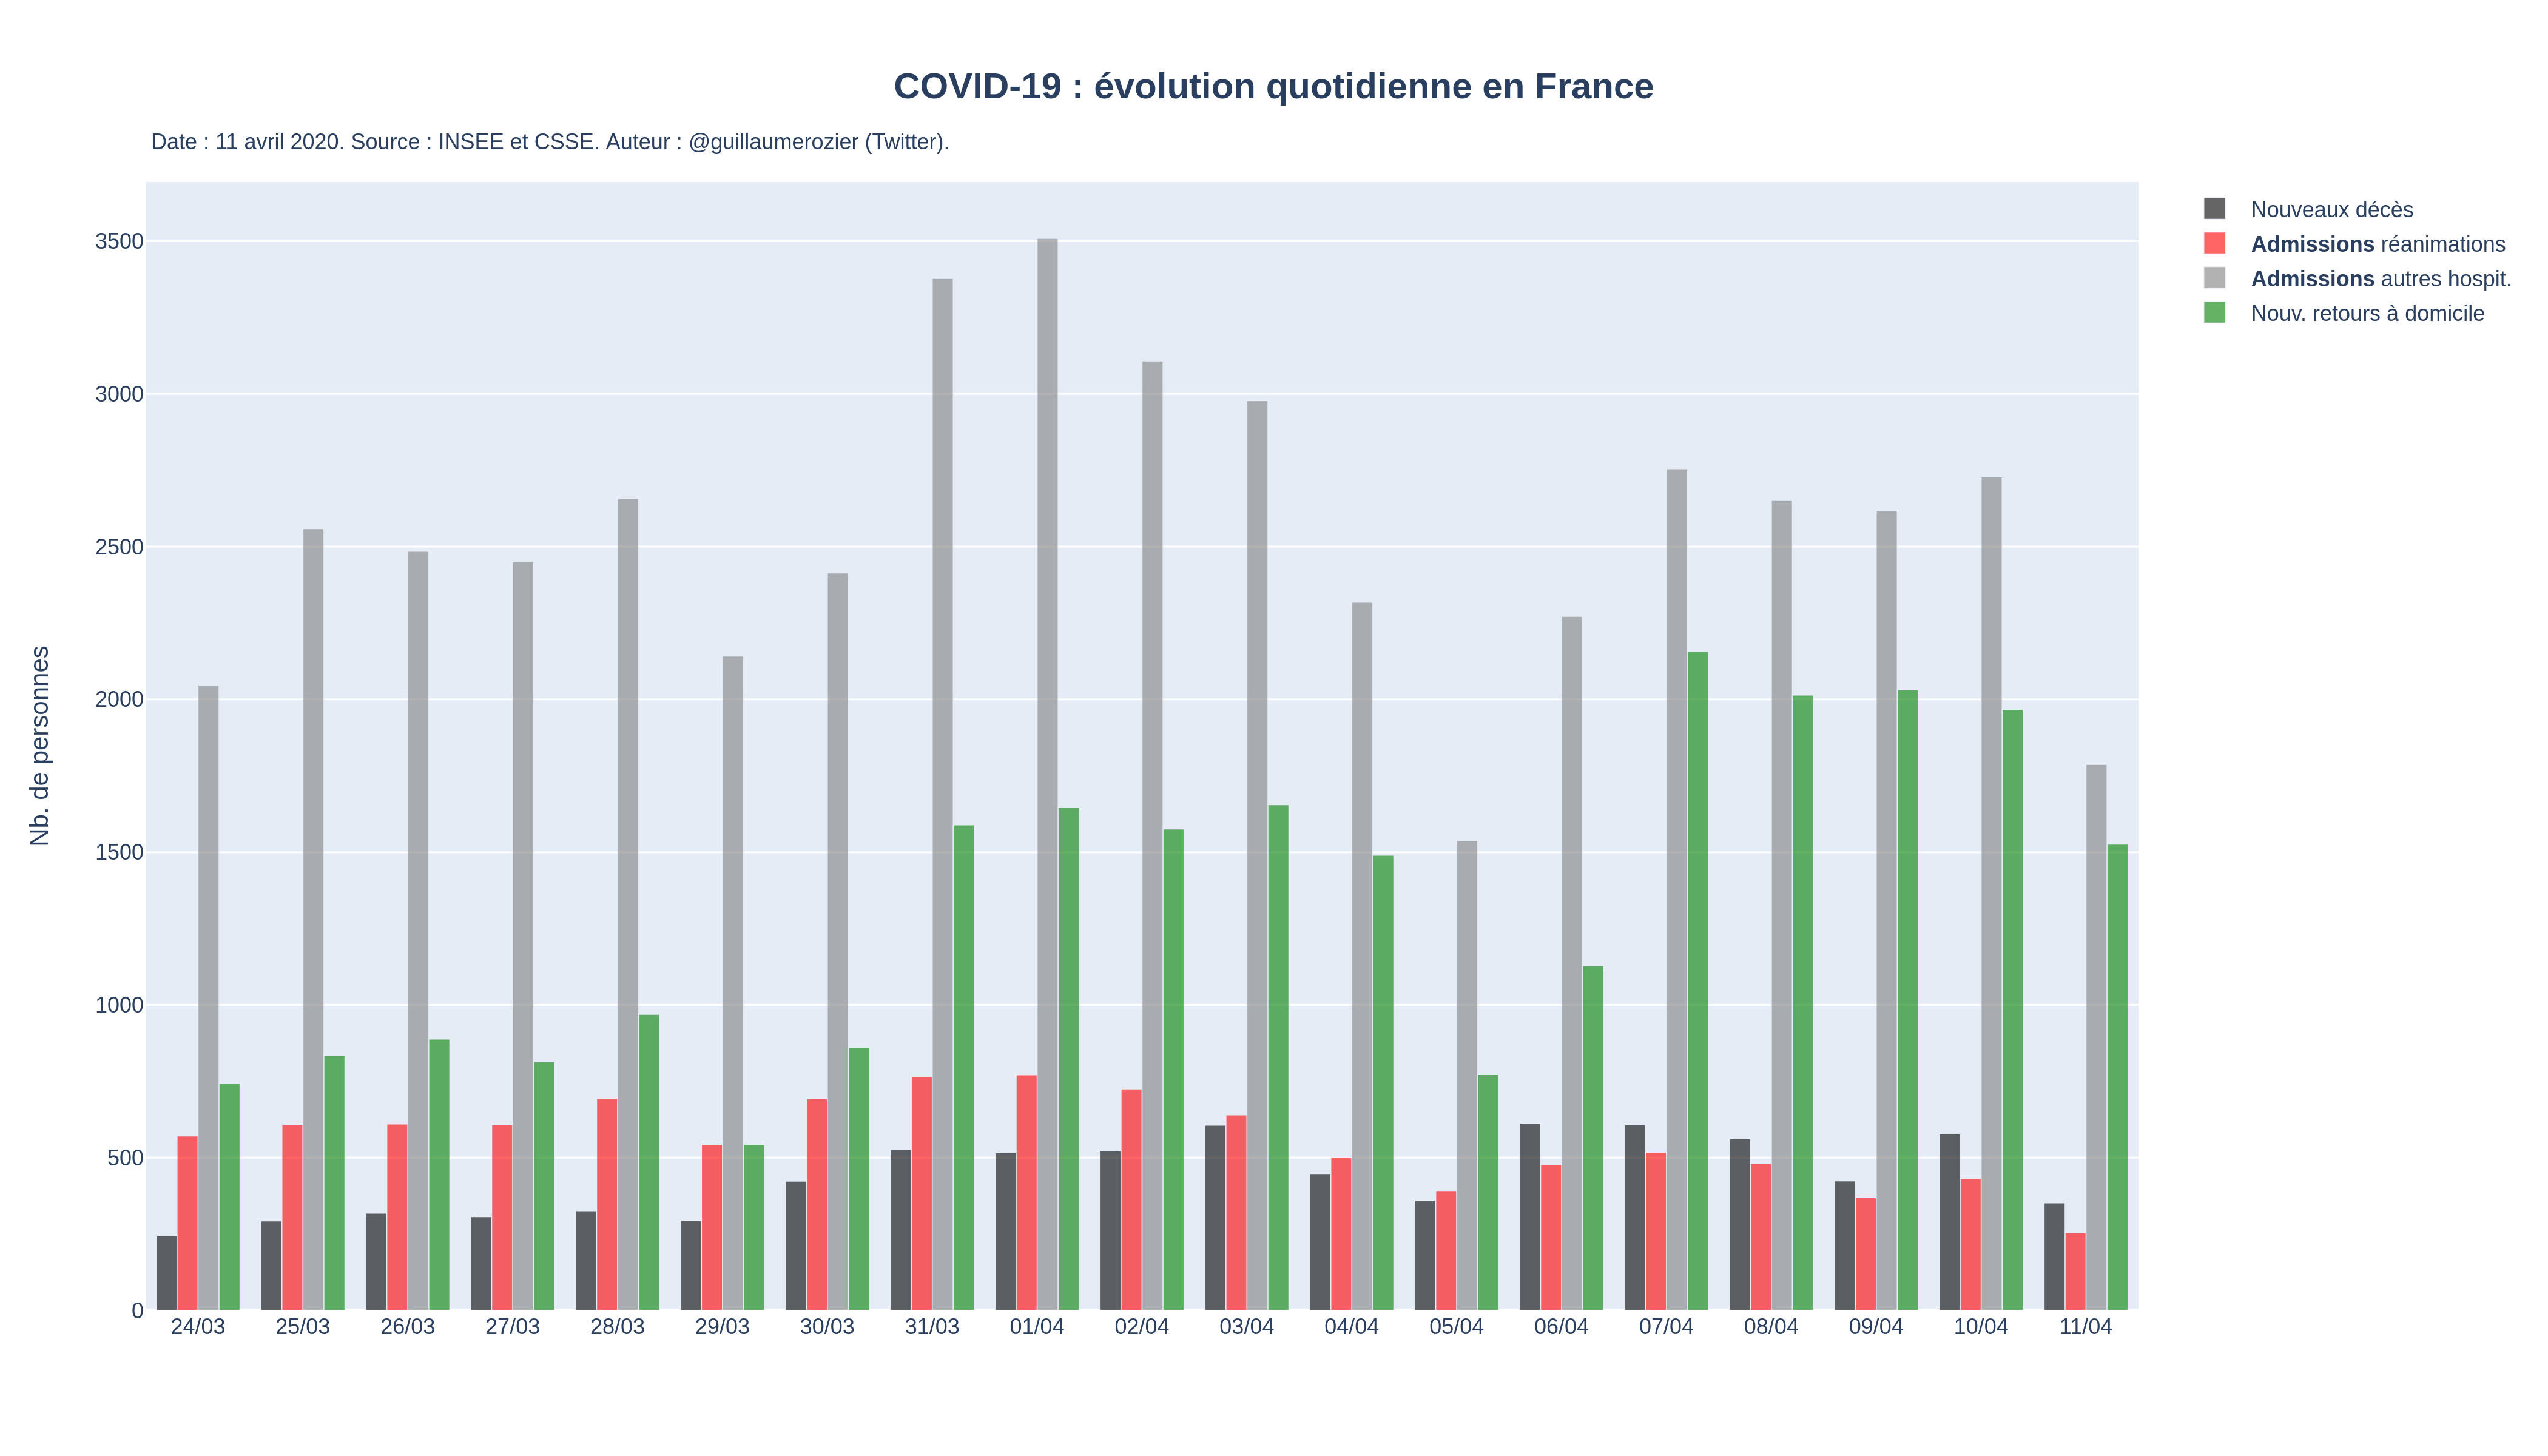 COVID-19 : évolution quotidienne en France
Date : 11 avril 2020. Source : INSEE et CSSE. Auteur : @guillaumerozier (Twitter).
Nouveaux décès
Admissions réanimations
Admissions autres hospit.
Nouv. retours à domicile
Nb. de personnes
3500
3000
2500
2000
1500
1000
500
0
24/03 25/03 26/03 27/03 28/03 29/03 30/03 31/03 01/04 02/04 03/04 04/04 05/04 06/04 07/04 08/04 09/04 10/04 11/04